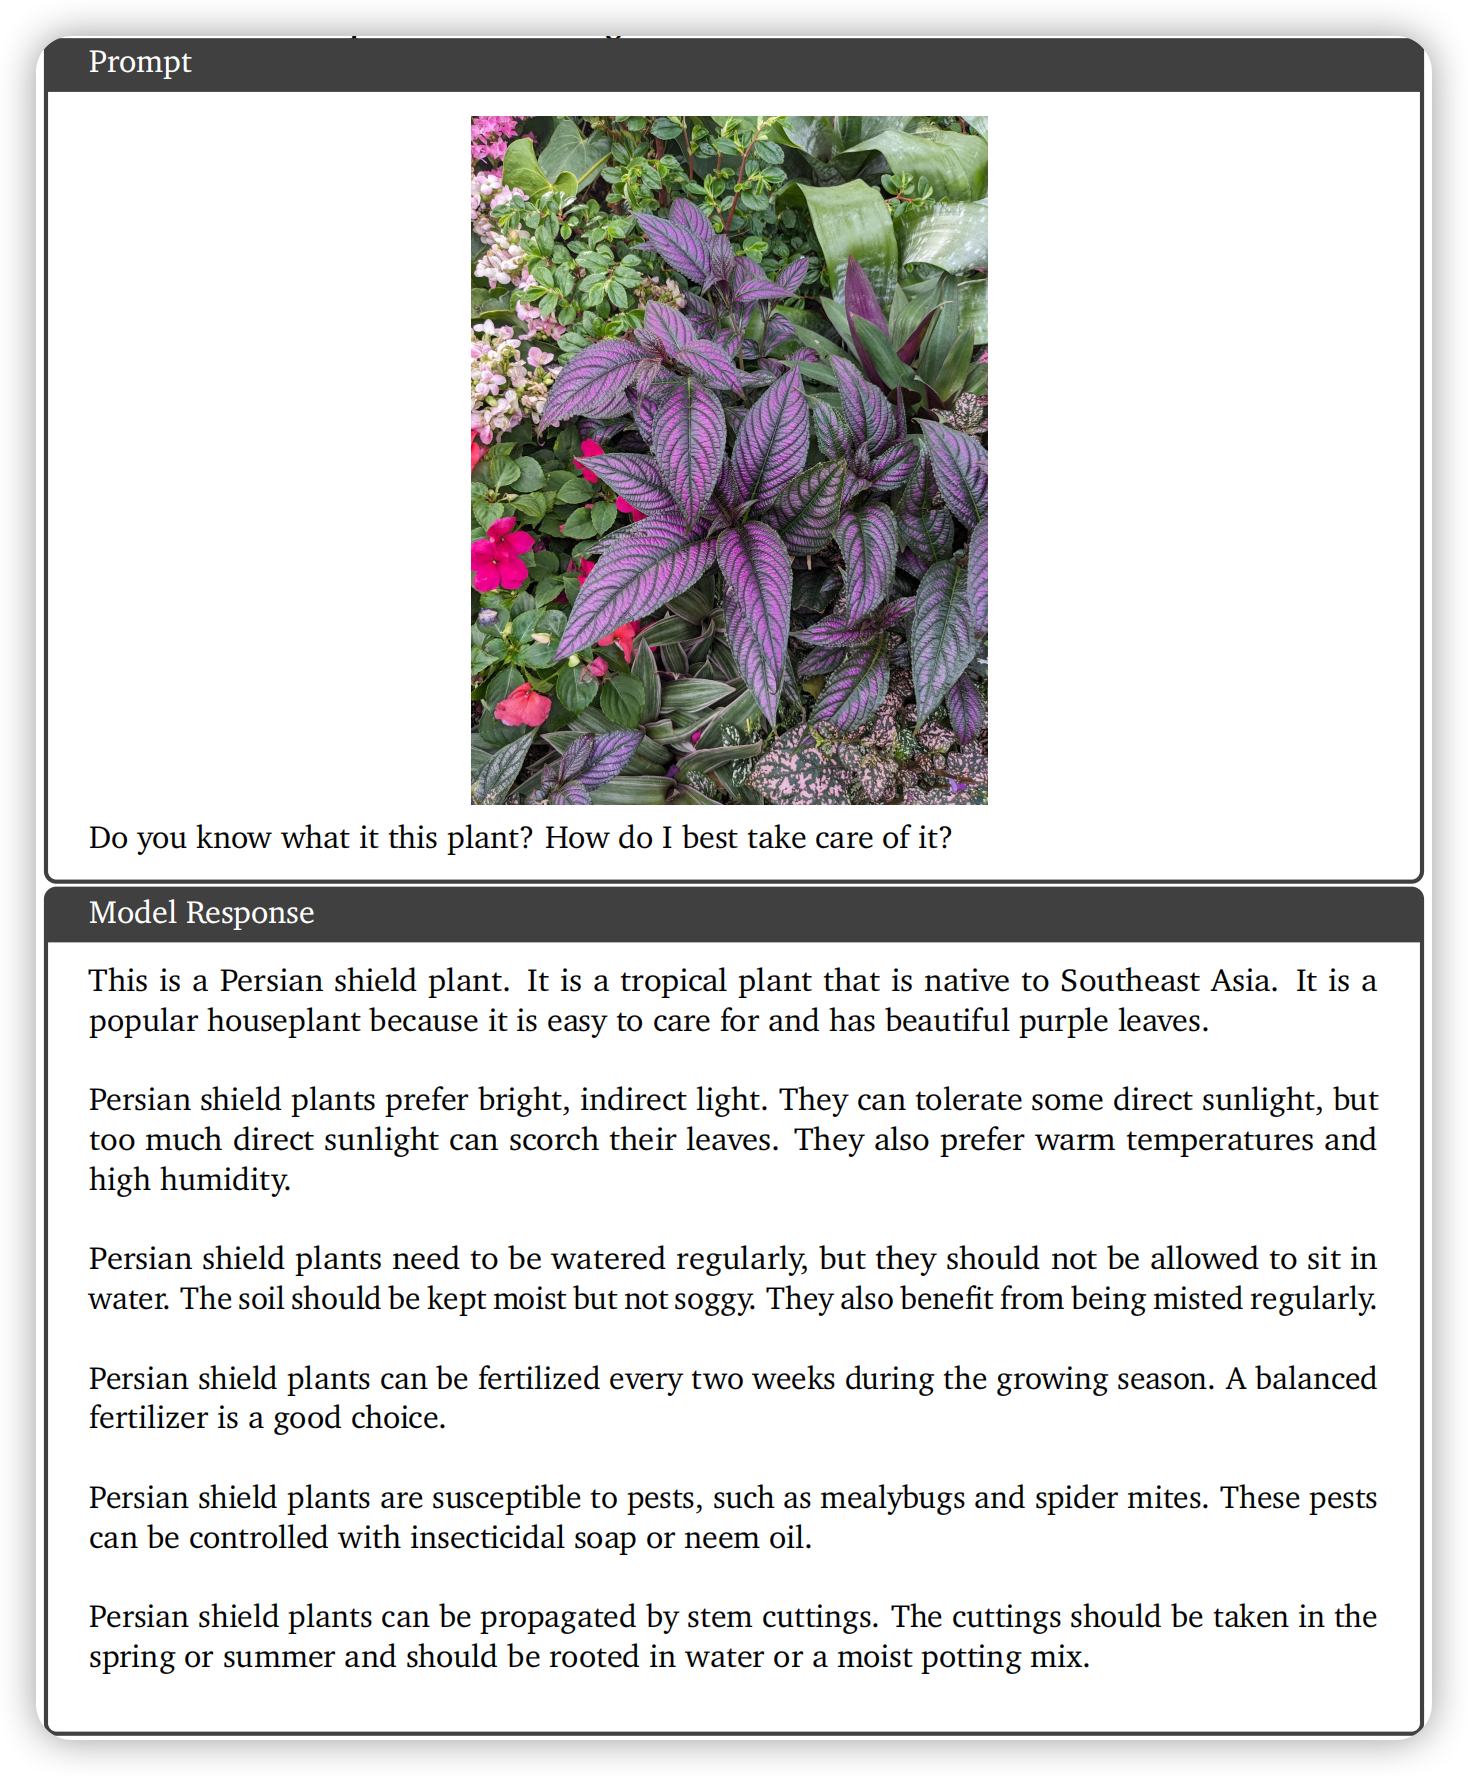 Prompt
Do you know what it this plant? How do I best take care of it?
Model Response
This is a Persian shield plant. It is a tropical plant that is native to Southeast Asia. It is a
popular houseplant because it is easy to care for and has beautiful purple leaves.
Persian shield plants prefer bright, indirect light. They can tolerate some direct sunlight, but
too much direct sunlight can scorch their leaves. They also prefer warm temperatures and
high humidity.
Persian shield plants need to be watered regularly, but they should not be allowed to sit in
water. The soil should be kept moist but not soggy. They also benefit from being misted regularly.
Persian shield plants can be fertilized every two weeks during the growing season. A balanced
fertilizer is a good choice.
Persian shield plants are susceptible to pests, such as mealybugs and spider mites. These pests
can be controlled with insecticidal soap or neem oil.
Persian shield plants can be propagated by stem cuttings. The cuttings should be taken in the
spring or summer and should be rooted in water or a moist potting mix.